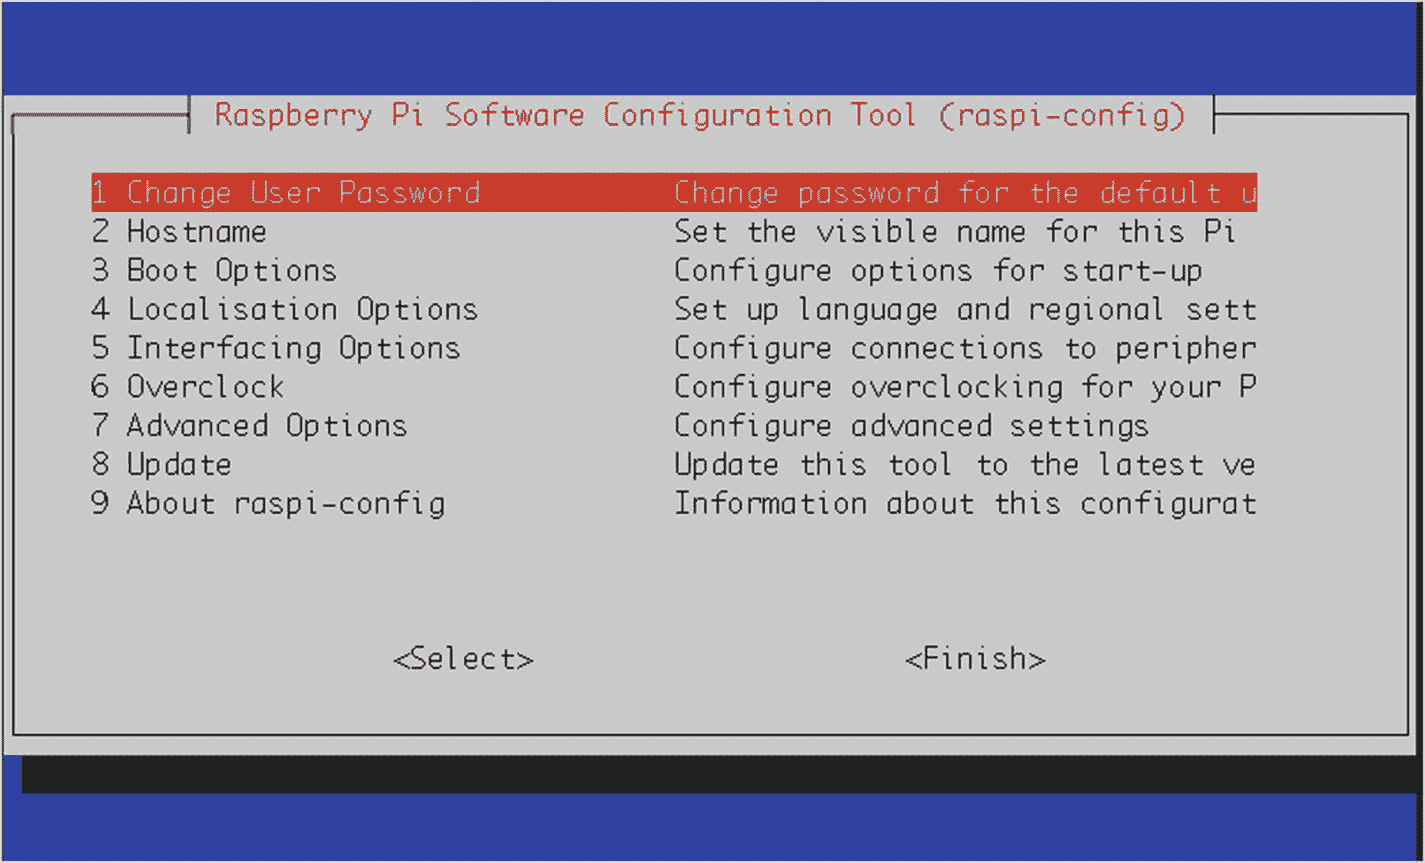 Raspberry Pi Software Configuration Tool (raspi-config)
1 Change User Password Change password for the default u
2 Hostname Set the visible name for this Pi
3 Boot Options Configure options for start-up
4 Localisation Options Set up language and regional sett
5 Interfacing Options Configure connections to peripher
6 Overclock Configure overclocking for your P
7 Advanced Options Configure advanced settings
8 Update Update this tool to the latest ve
9 About raspi-config Information about this configurat
<Select> <Finish>